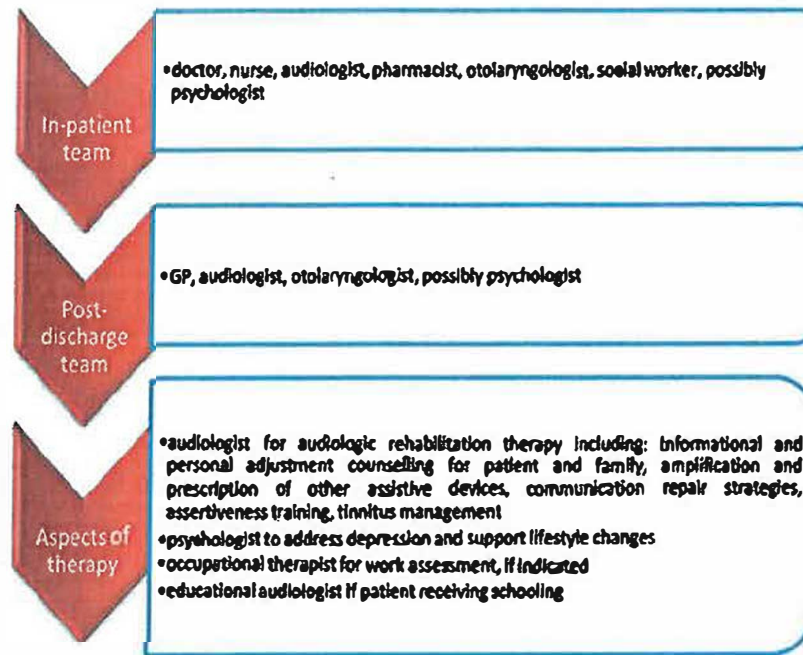 In-patient
team
•doctor, nurse, audiologist, pharmacist, otolaryngologist, social worker, possibly
psychologist
Post-
discharge
team
•GP, audiologist, otolaryngologist, possibly psychologist
Aspects of
therapy
•audiologist for audiologic rehabilitation therapy including: Informational and
personal adjustment counselling for patient and family, amplification and
prescription of other assistive devices, communication repair strategies,
assertiveness training, tinnitus management
•psychologist to address depression and support lifestyle changes
•occupational therapist for work assessment, if indicated
•educational audiologist if patient receiving schooling